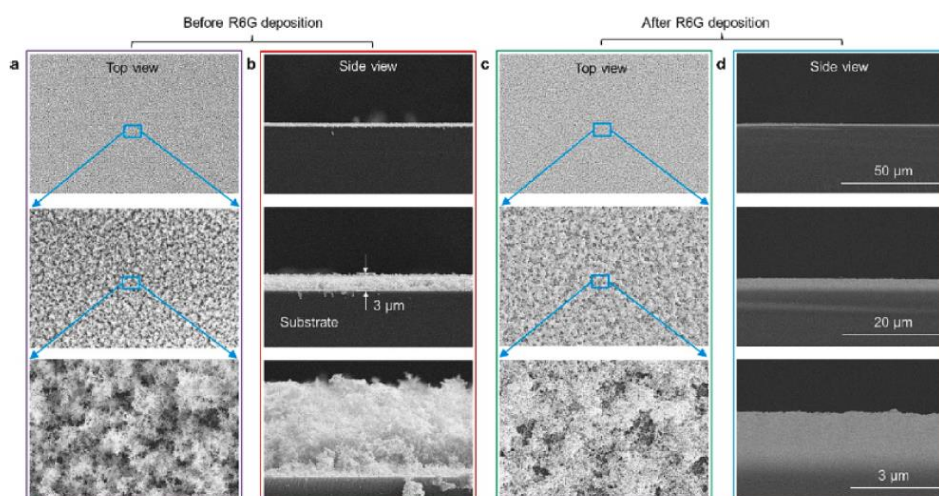 Before R6G deposition
After R6G deposition
a
Top view
b
Side view
c
Top view
d
Side view
50 µm
3 µm
Substrate
20 µm
3 µm